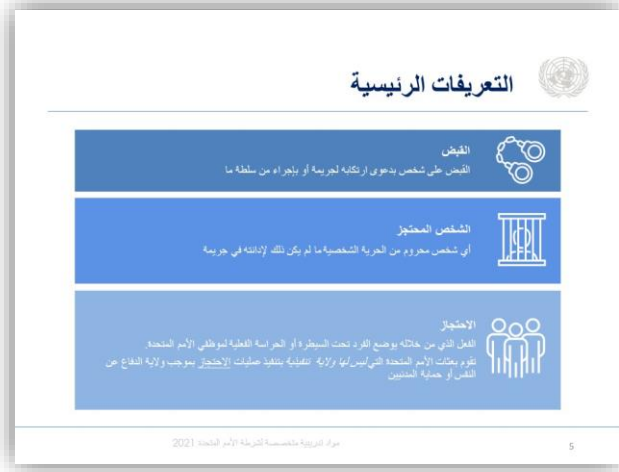 التعريفات الرئيسية
القبض
القبض على شخص بدعوى ارتكابه لجريمة أو بإجراء من سلطة ما
الشخص المحتجز
أي شخص محروم من الحرية الشخصية ما لم يكن ذلك لإدانته في جريمة
الاحتجاز
الفعل الذي من خلاله يوضع الفرد تحت السيطرة أو الحراسة الفعلية لموظفي الأمم المتحدة.
تقوم بعثات الأمم المتحدة التي ليس لها ولاية تنفيذية بتنفيذ عمليات الاحتجاز بموجب ولاية الدفاع عن
النفس أو حماية المدنيين
مواد تدريبية متخصصة لشرطة الأمم المتحدة 2021
5